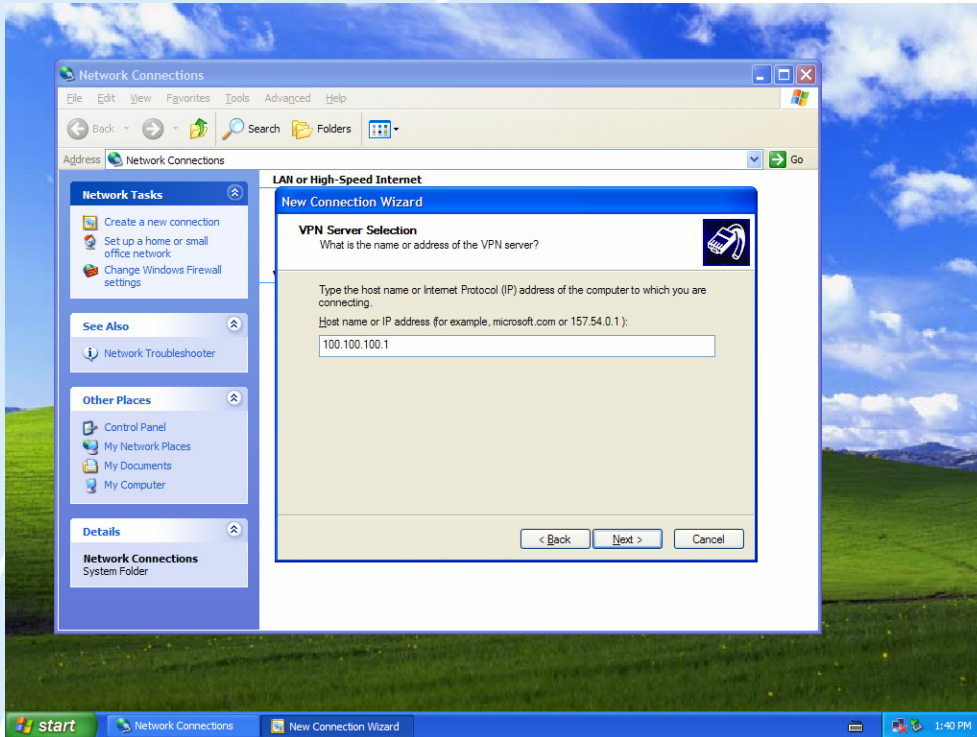 Network Connections
File Edit View Favorites Tools Advanced Help
Back Search Folders
Address Network Connections Go
LAN or High-Speed Internet
Network Tasks
Create a new connection
Set up a home or small
office network
Change Windows Firewall
settings
See Also
Network Troubleshooter
Other Places
Control Panel
My Network Places
My Documents
My Computer
Details
Network Connections
System Folder
New Connection Wizard
VPN Server Selection
What is the name or address of the VPN server?
Type the host name or Internet Protocol (IP) address of the computer to which you are
connecting.
Host name or IP address (for example, microsoft.com or 157.54.0.1 ):
100.100.100.1
< Back Next > Cancel
start Network Connections New Connection Wizard 1:40 PM